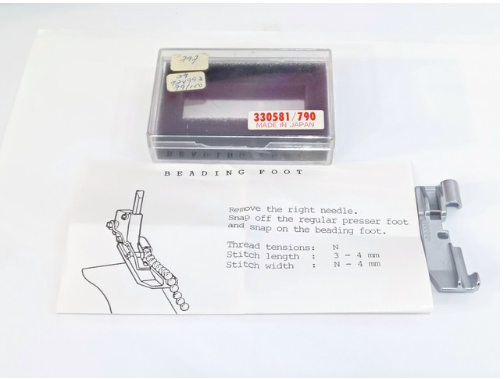 292
330581/790
MADE IN JAPAN
BEADING FOOT
Remove the right needle.
Snap off the regular presser foot
and snap on the beading foot.
Thread tensions: N
Stitch length : 3 - 4 mm
Stitch width : N - 4 mm